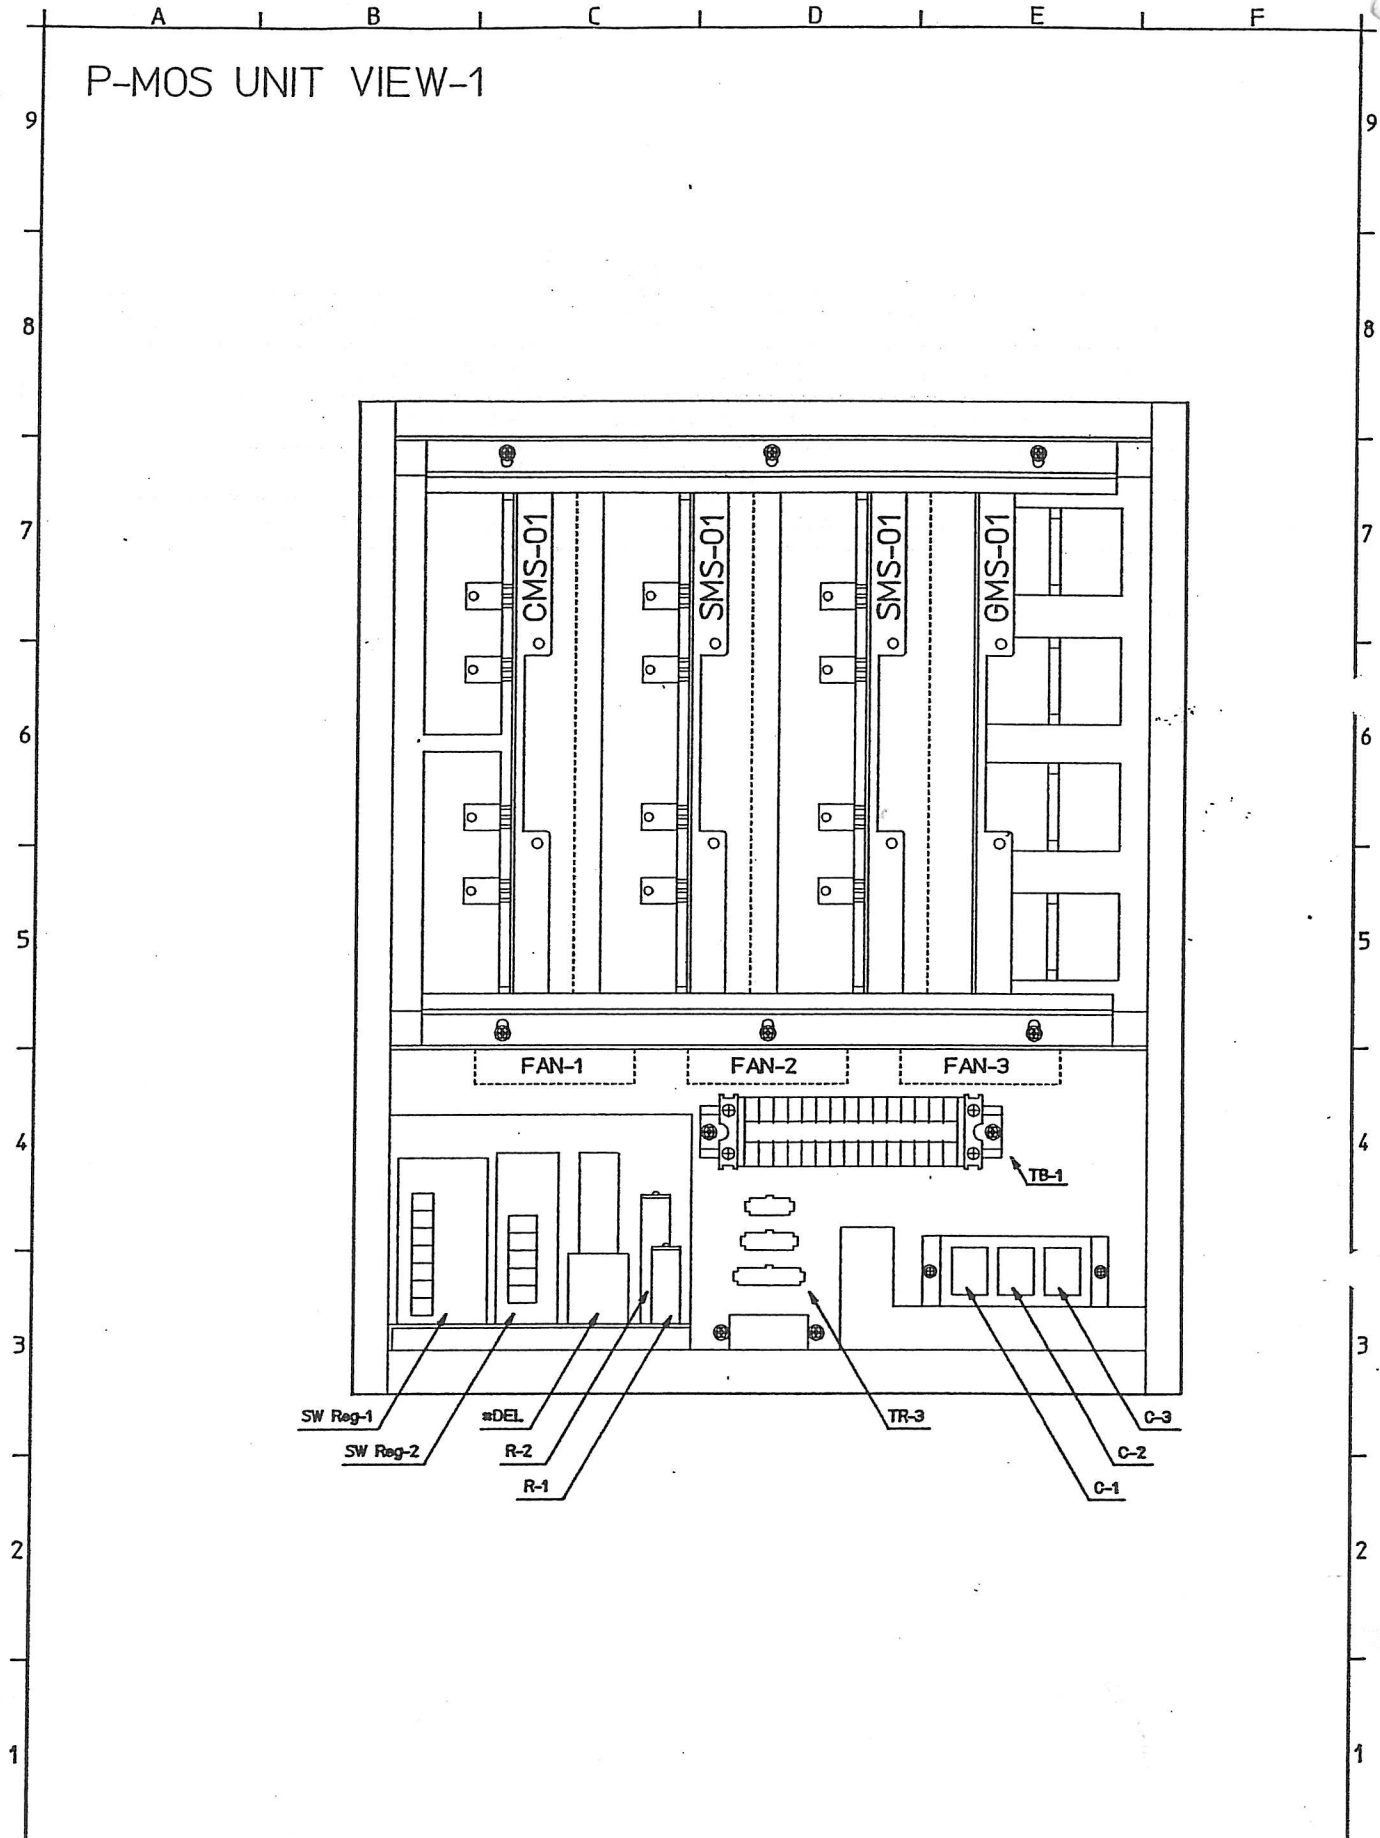 A B C D E F
P-MOS UNIT VIEW-1
9 9
8 8
7 7
CMS-01
SMS-01
SMS-01
GMS-01
6 6
5 5
FAN-1 FAN-2 FAN-3
4 4
TB-1
3 3
SW Reg-1 ※DEL TR-3 C-3
SW Reg-2 R-2 C-2
R-1 C-1
2 2
1 1